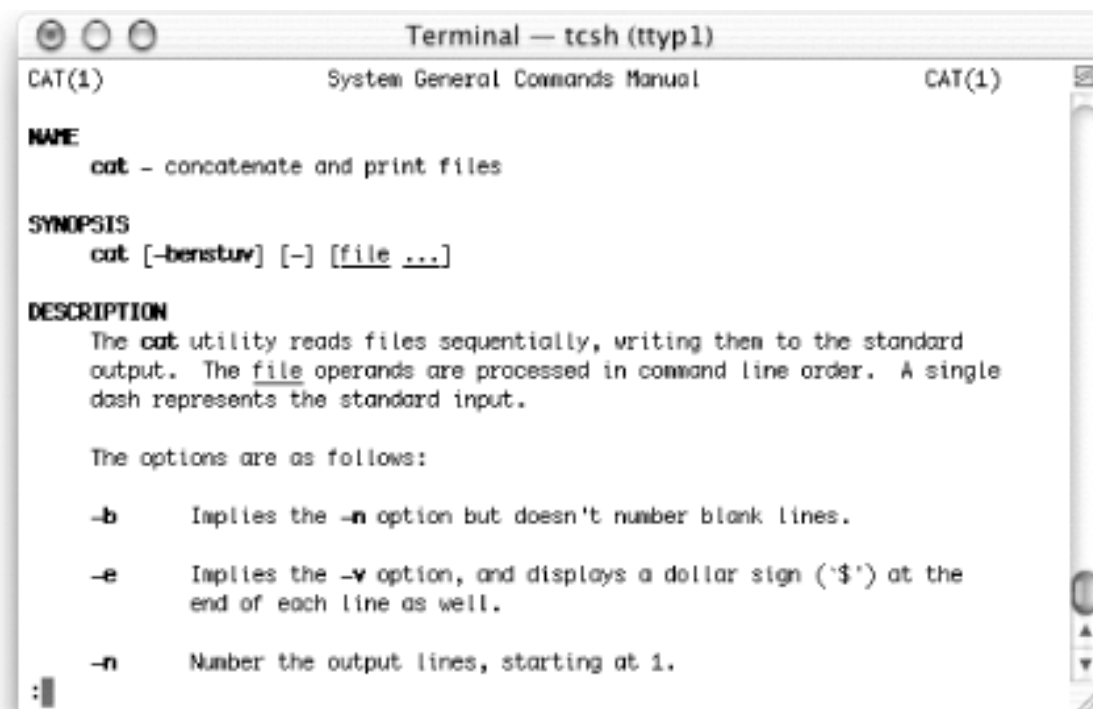 Terminal — tcsh (ttyp1)
CAT(1) System General Commands Manual CAT(1)
NAME
cat - concatenate and print files
SYNOPSIS
cat [-benstuv] [-] [file ...]
DESCRIPTION
The cat utility reads files sequentially, writing them to the standard
output. The file operands are processed in command line order. A single
dash represents the standard input.
The options are as follows:
-b Implies the -n option but doesn't number blank lines.
-e Implies the -v option, and displays a dollar sign (`$') at the
end of each line as well.
-n Number the output lines, starting at 1.
: